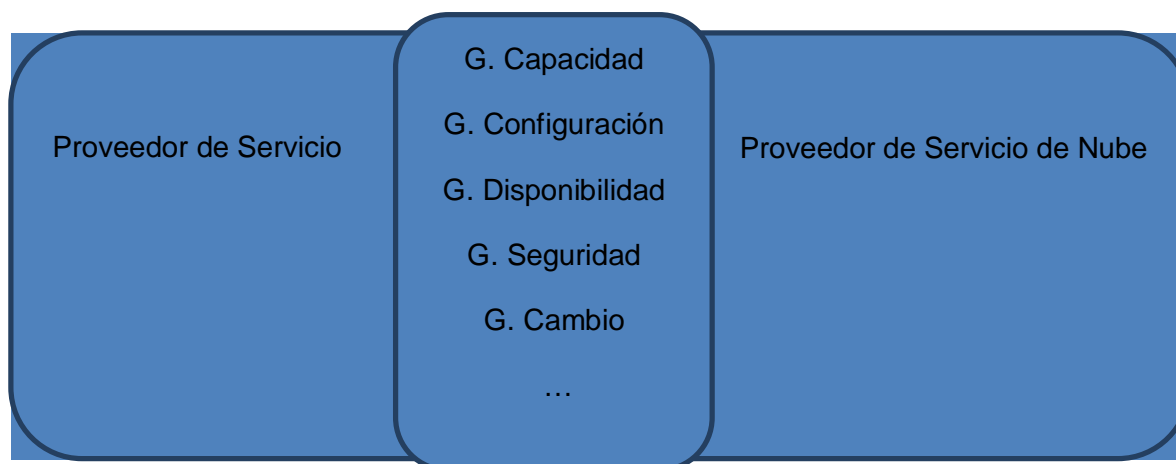 Proveedor de Servicio
G. Capacidad
G. Configuración
G. Disponibilidad
G. Seguridad
G. Cambio
…
Proveedor de Servicio de Nube